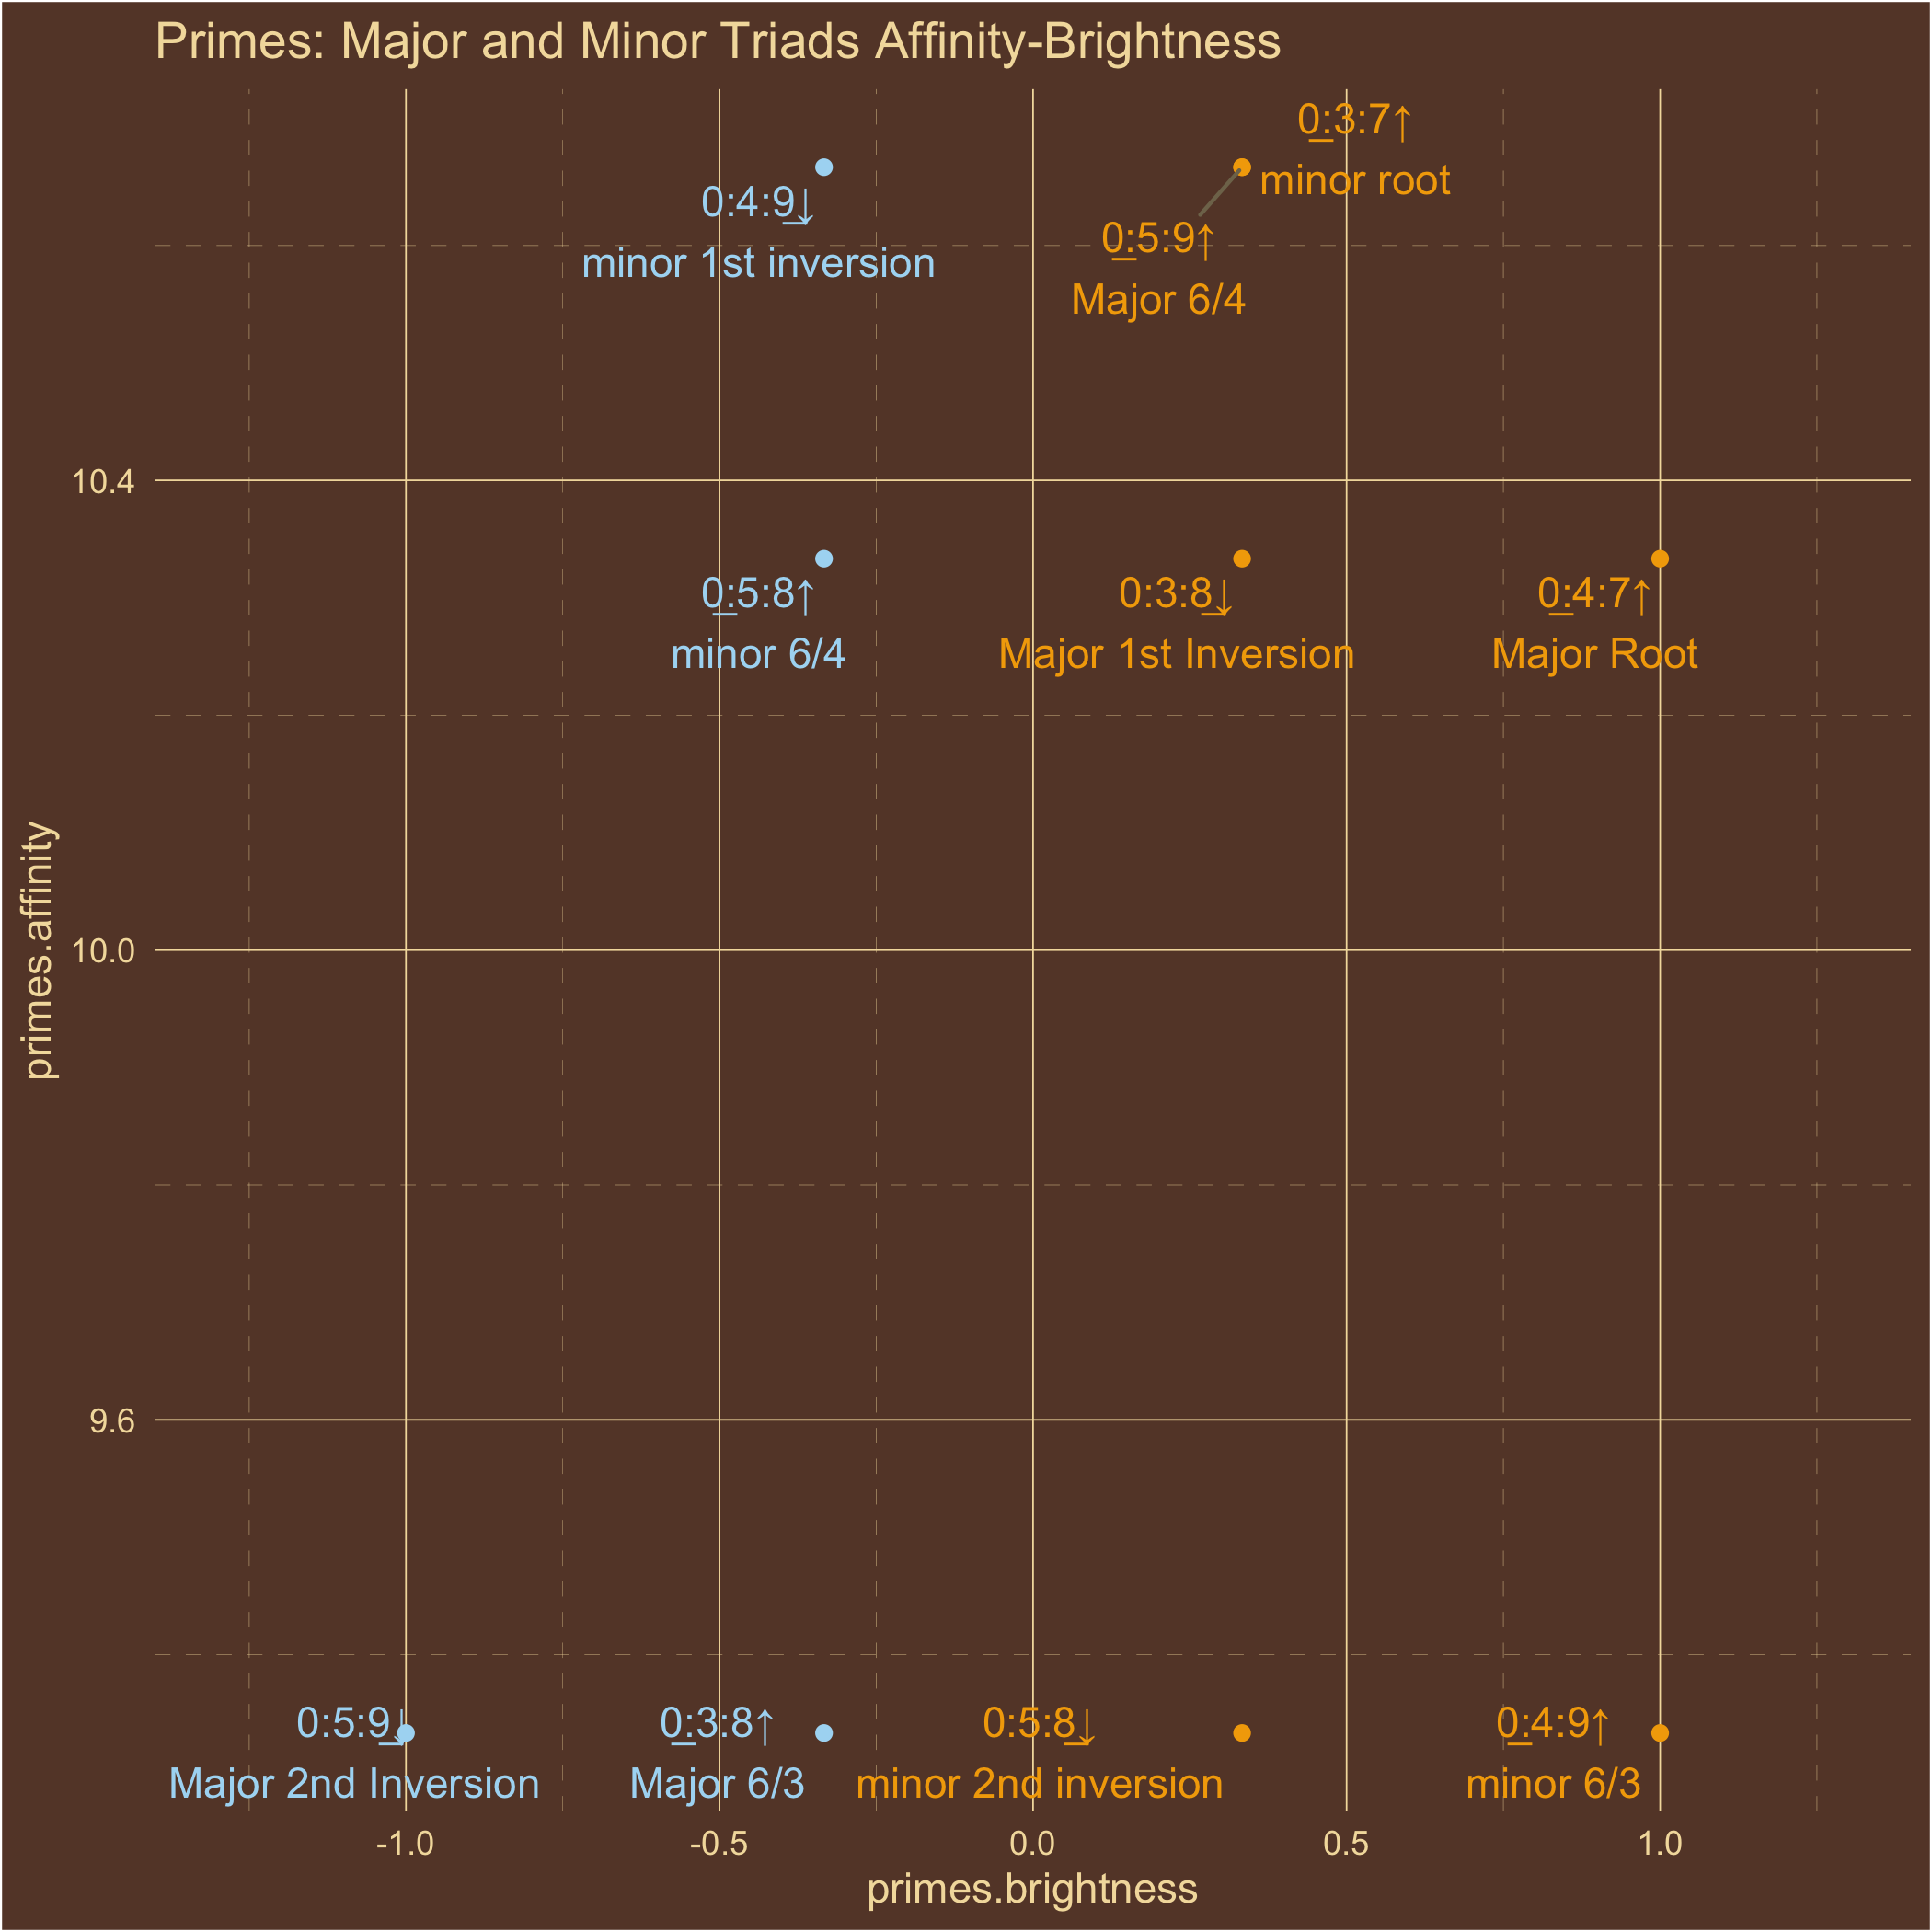 Primes: Major and Minor Triads Affinity-Brightness
0:3:7↑
minor root
0:4:9↓
minor 1st inversion
0:5:9↑
Major 6/4
10.4
0:5:8↑
minor 6/4
0:3:8↓
Major 1st Inversion
0:4:7↑
Major Root
primes.affinity
10.0
9.6
0:5:9↓
Major 2nd Inversion
0:3:8↑
Major 6/3
0:5:8↓
minor 2nd inversion
0:4:9↑
minor 6/3
-1.0 -0.5 0.0 0.5 1.0
primes.brightness